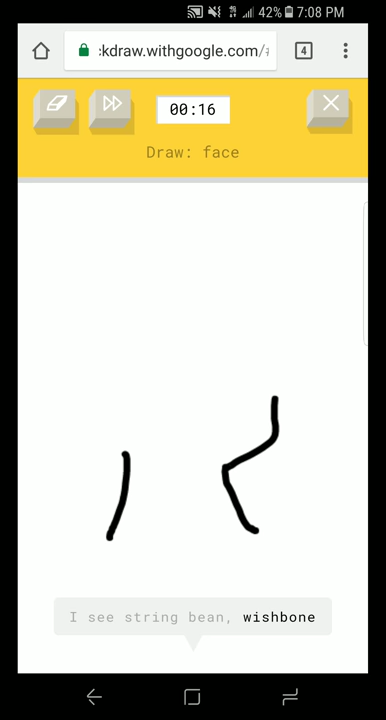 42% 7:08 PM
:kdraw.withgoogle.com/
4
00:16
Draw: face
I see string bean, wishbone